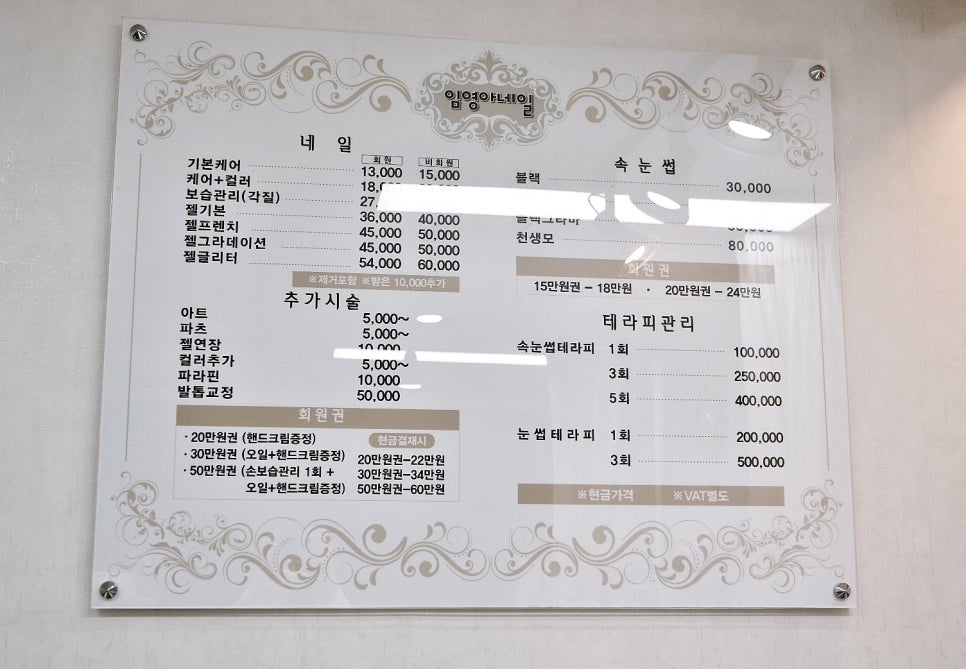 임영아네일
네 일
회원 비회원
기본케어 13,000 15,000
케어+컬러
보습관리(각질)
젤기본 36,000 40,000
젤프렌치 45,000 50,000
젤그라데이션 45,000 50,000
젤글리터 54,000 60,000
※제거포함 ※발은 10,000추가
추가시술
아트 5,000~
파츠 5,000~
젤연장 10,000
컬러추가 5,000~
파라핀 10,000
발톱교정 50,000
회원권
·20만원권 (핸드크림증정) 현금결재시
·30만원권 (오일+핸드크림증정) 20만원권-22만원
·50만원권 (손보습관리 1회 + 30만원권-34만원
오일+핸드크림증정) 50만원권-60만원
속눈썹
블랙 30,000
천생모 80,000
회원권
15만원권 - 18만원 · 20만원권 - 24만원
테라피관리
속눈썹테라피 1회 100,000
3회 250,000
5회 400,000
눈썹테라피 1회 200,000
3회 500,000
※현금가격 ※VAT별도